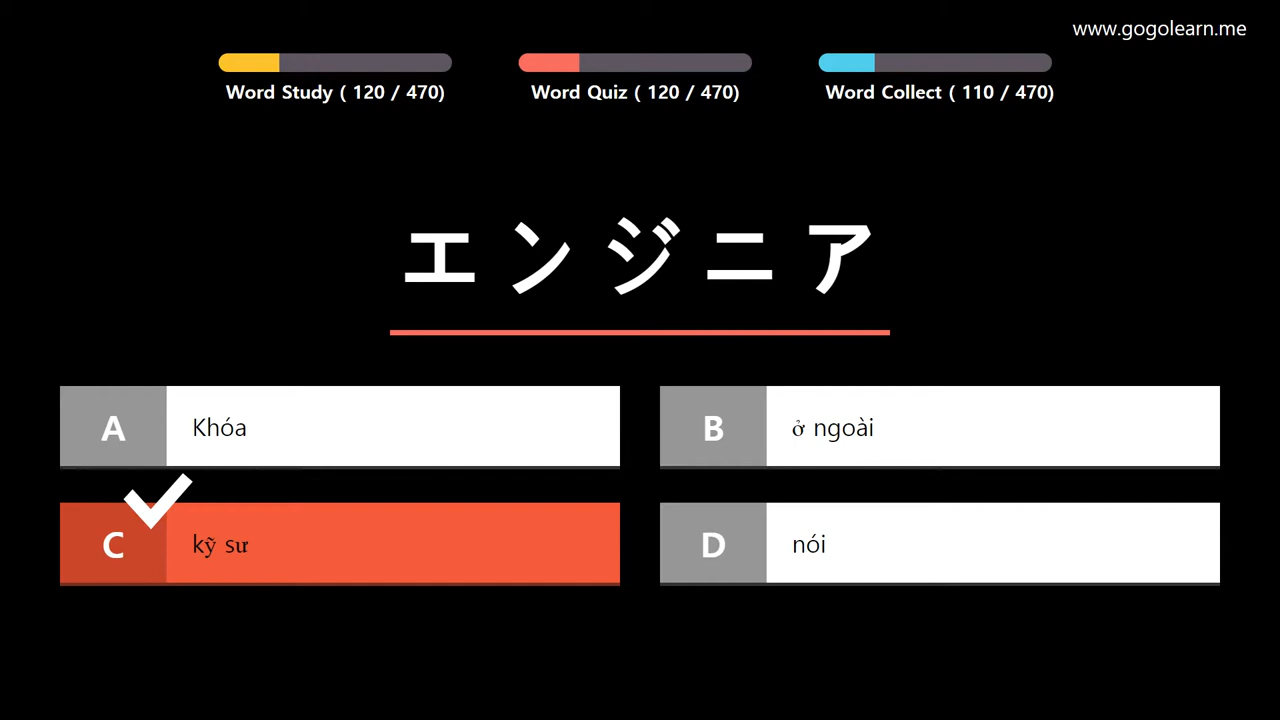 www.gogolearn.me
Word Study ( 120 / 470)
Word Quiz ( 120 / 470)
Word Collect ( 110 / 470)
エンジニア
A
Khóa
B
ở ngoài
C
kỹ sư
D
nói